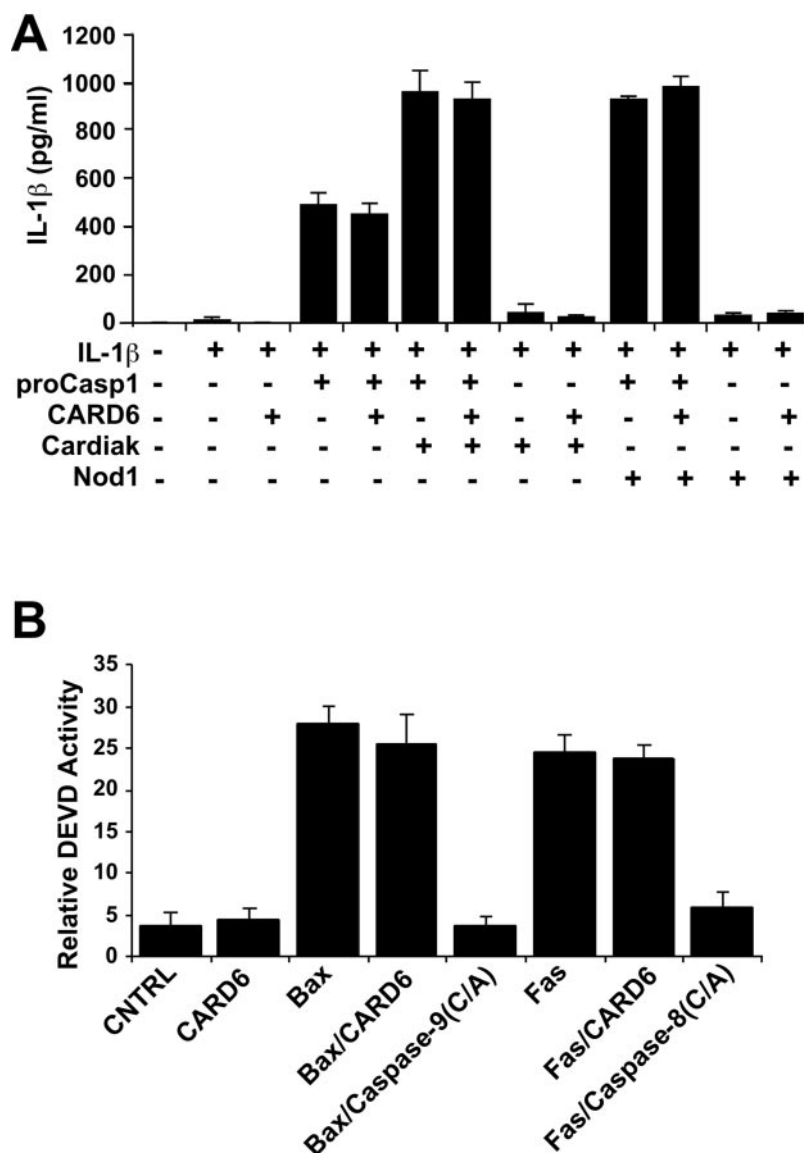 A
IL-1β (pg/ml)
1200
1000
800
600
400
200
0
IL-1β - + + + + + + + + + + + +
proCasp1 - - - + + + + - - + + - -
CARD6 - - + - + - + - + - + - +
Cardiak - - - - - + + + + - - - -
Nod1 - - - - - - - - - + + + +
B
Relative DEVD Activity
35
30
25
20
15
10
5
0
CNTRL
CARD6
Bax
Bax/CARD6
Bax/Caspase-9(C/A)
Fas
Fas/CARD6
Fas/Caspase-8(C/A)